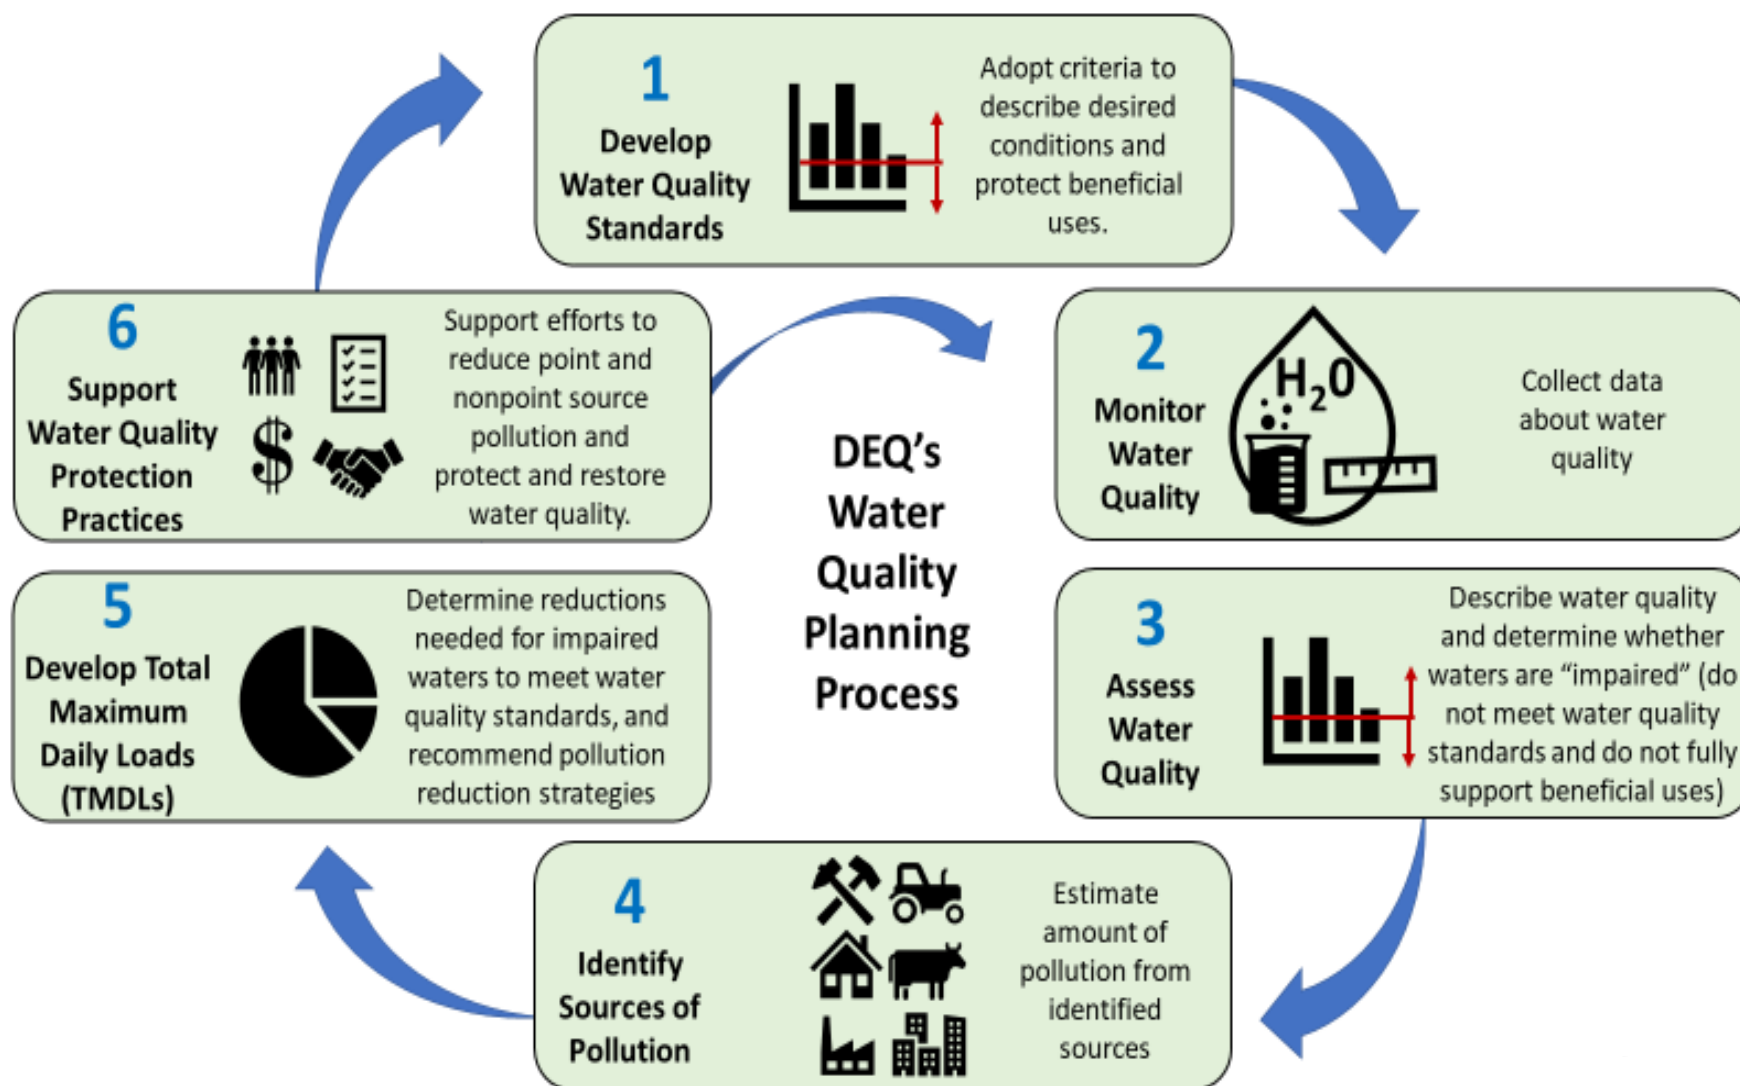 1
Develop
Water Quality
Standards
Adopt criteria to
describe desired
conditions and
protect beneficial
uses.
2
Monitor
Water
Quality
H₂O
Collect data
about water
quality
3
Assess
Water
Quality
Describe water quality
and determine whether
waters are “impaired” (do
not meet water quality
standards and do not fully
support beneficial uses)
4
Identify
Sources of
Pollution
Estimate
amount of
pollution from
identified
sources
5
Develop Total
Maximum
Daily Loads
(TMDLs)
Determine reductions
needed for impaired
waters to meet water
quality standards, and
recommend pollution
reduction strategies
6
Support
Water Quality
Protection
Practices
$
Support efforts to
reduce point and
nonpoint source
pollution and
protect and restore
water quality.
DEQ’s
Water
Quality
Planning
Process